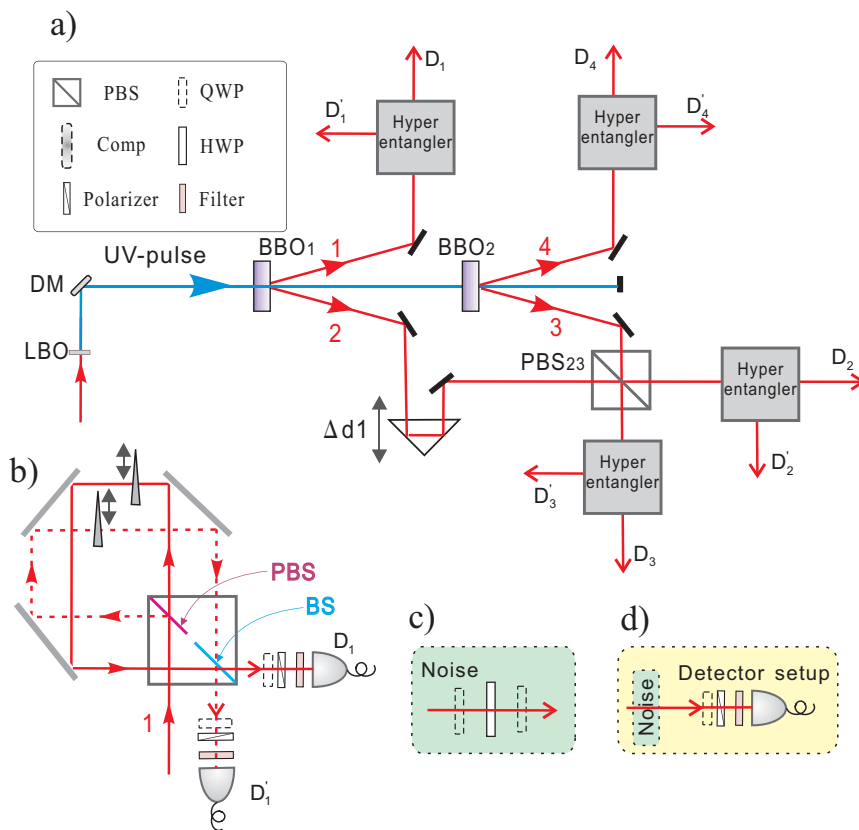 a)
PBS
QWP
Comp
HWP
Polarizer
Filter
UV-pulse
DM
LBO
BBO1
BBO2
1
2
4
3
D1
D'1
Hyper
entangler
D4
D'4
Hyper
entangler
PBS23
Hyper
entangler
D2
D'2
Δd1
Hyper
entangler
D'3
D3
b)
PBS
BS
D1
1
D'1
c)
Noise
d)
Detector setup
Noise